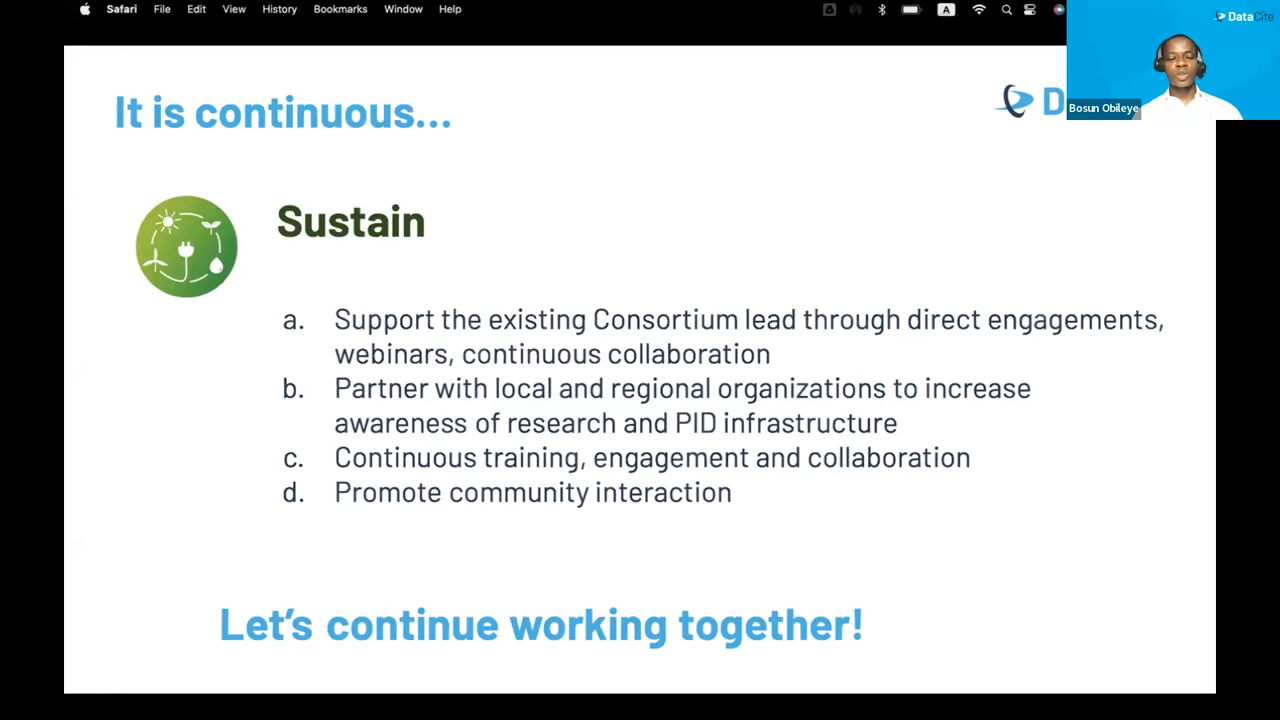 Safari File Edit View History Bookmarks Window Help
A
DataCite
Bosun Obileye
It is continuous...
D
Sustain
a. Support the existing Consortium lead through direct engagements,
webinars, continuous collaboration
b. Partner with local and regional organizations to increase
awareness of research and PID infrastructure
c. Continuous training, engagement and collaboration
d. Promote community interaction
Let's continue working together!